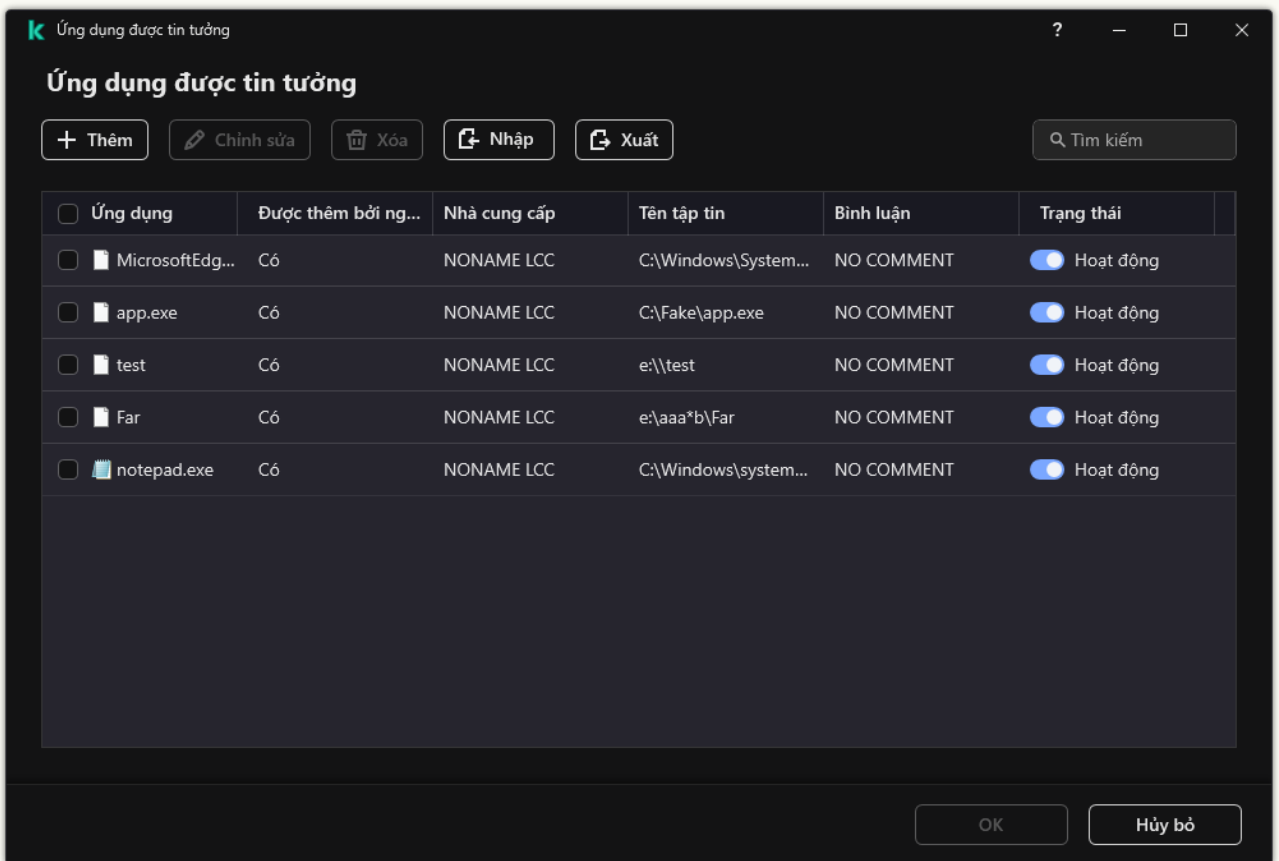 Ứng dụng được tin tưởng
?
Ứng dụng được tin tưởng
Thêm Chỉnh sửa Xóa Nhập Xuất Tìm kiếm
Ứng dụng Được thêm bởi ng... Nhà cung cấp Tên tập tin Bình luận Trạng thái
MicrosoftEdg... Có NONAME LCC C:\Windows\System... NO COMMENT Hoạt động
app.exe Có NONAME LCC C:\Fake\app.exe NO COMMENT Hoạt động
test Có NONAME LCC e:\\test NO COMMENT Hoạt động
Far Có NONAME LCC e:\aaa*b\Far NO COMMENT Hoạt động
notepad.exe Có NONAME LCC C:\Windows\system... NO COMMENT Hoạt động
OK Hủy bỏ